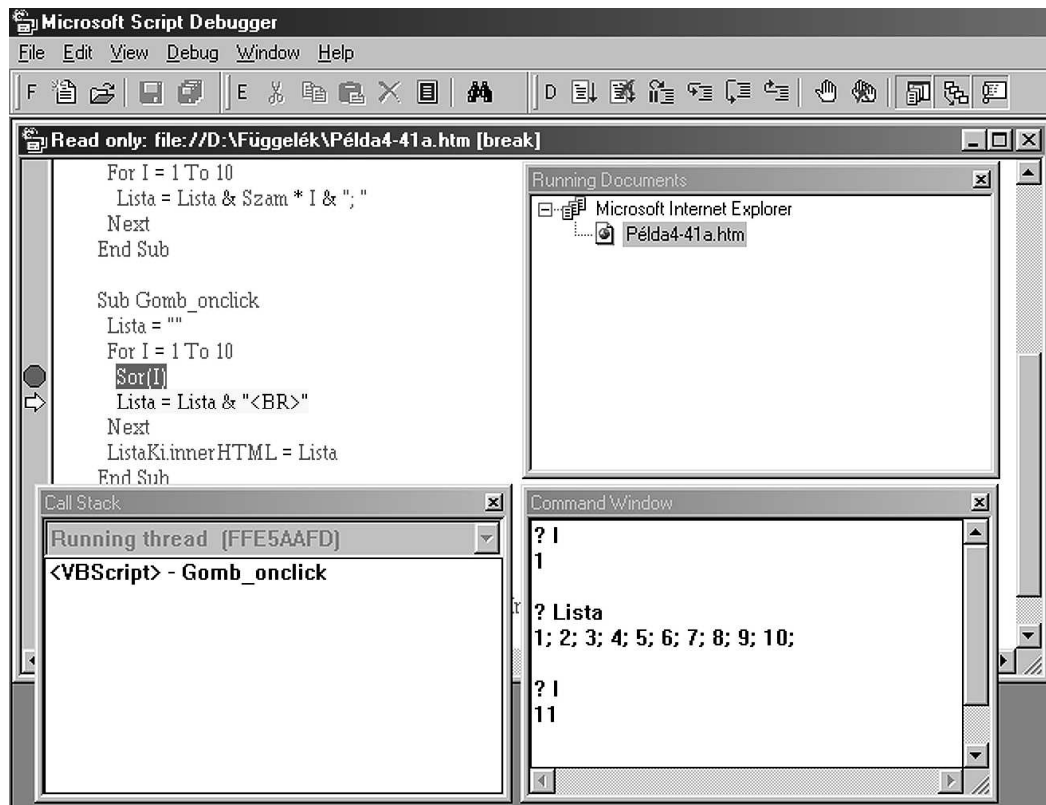 Microsoft Script Debugger
File Edit View Debug Window Help
F E D
Read only: file://D:\Függelék\Példa4-41a.htm [break]
For I = 1 To 10
Lista = Lista & Szam * I & "; "
Next
End Sub
Sub Gomb_onclick
Lista = ""
For I = 1 To 10
Sor(I)
Lista = Lista & "<BR>"
Next
ListaKi.innerHTML = Lista
End Sub
Running Documents
Microsoft Internet Explorer
Példa4-41a.htm
Call Stack
Running thread (FFE5AAFD)
<VBScript> - Gomb_onclick
Command Window
? I
1
? Lista
1; 2; 3; 4; 5; 6; 7; 8; 9; 10;
? I
11